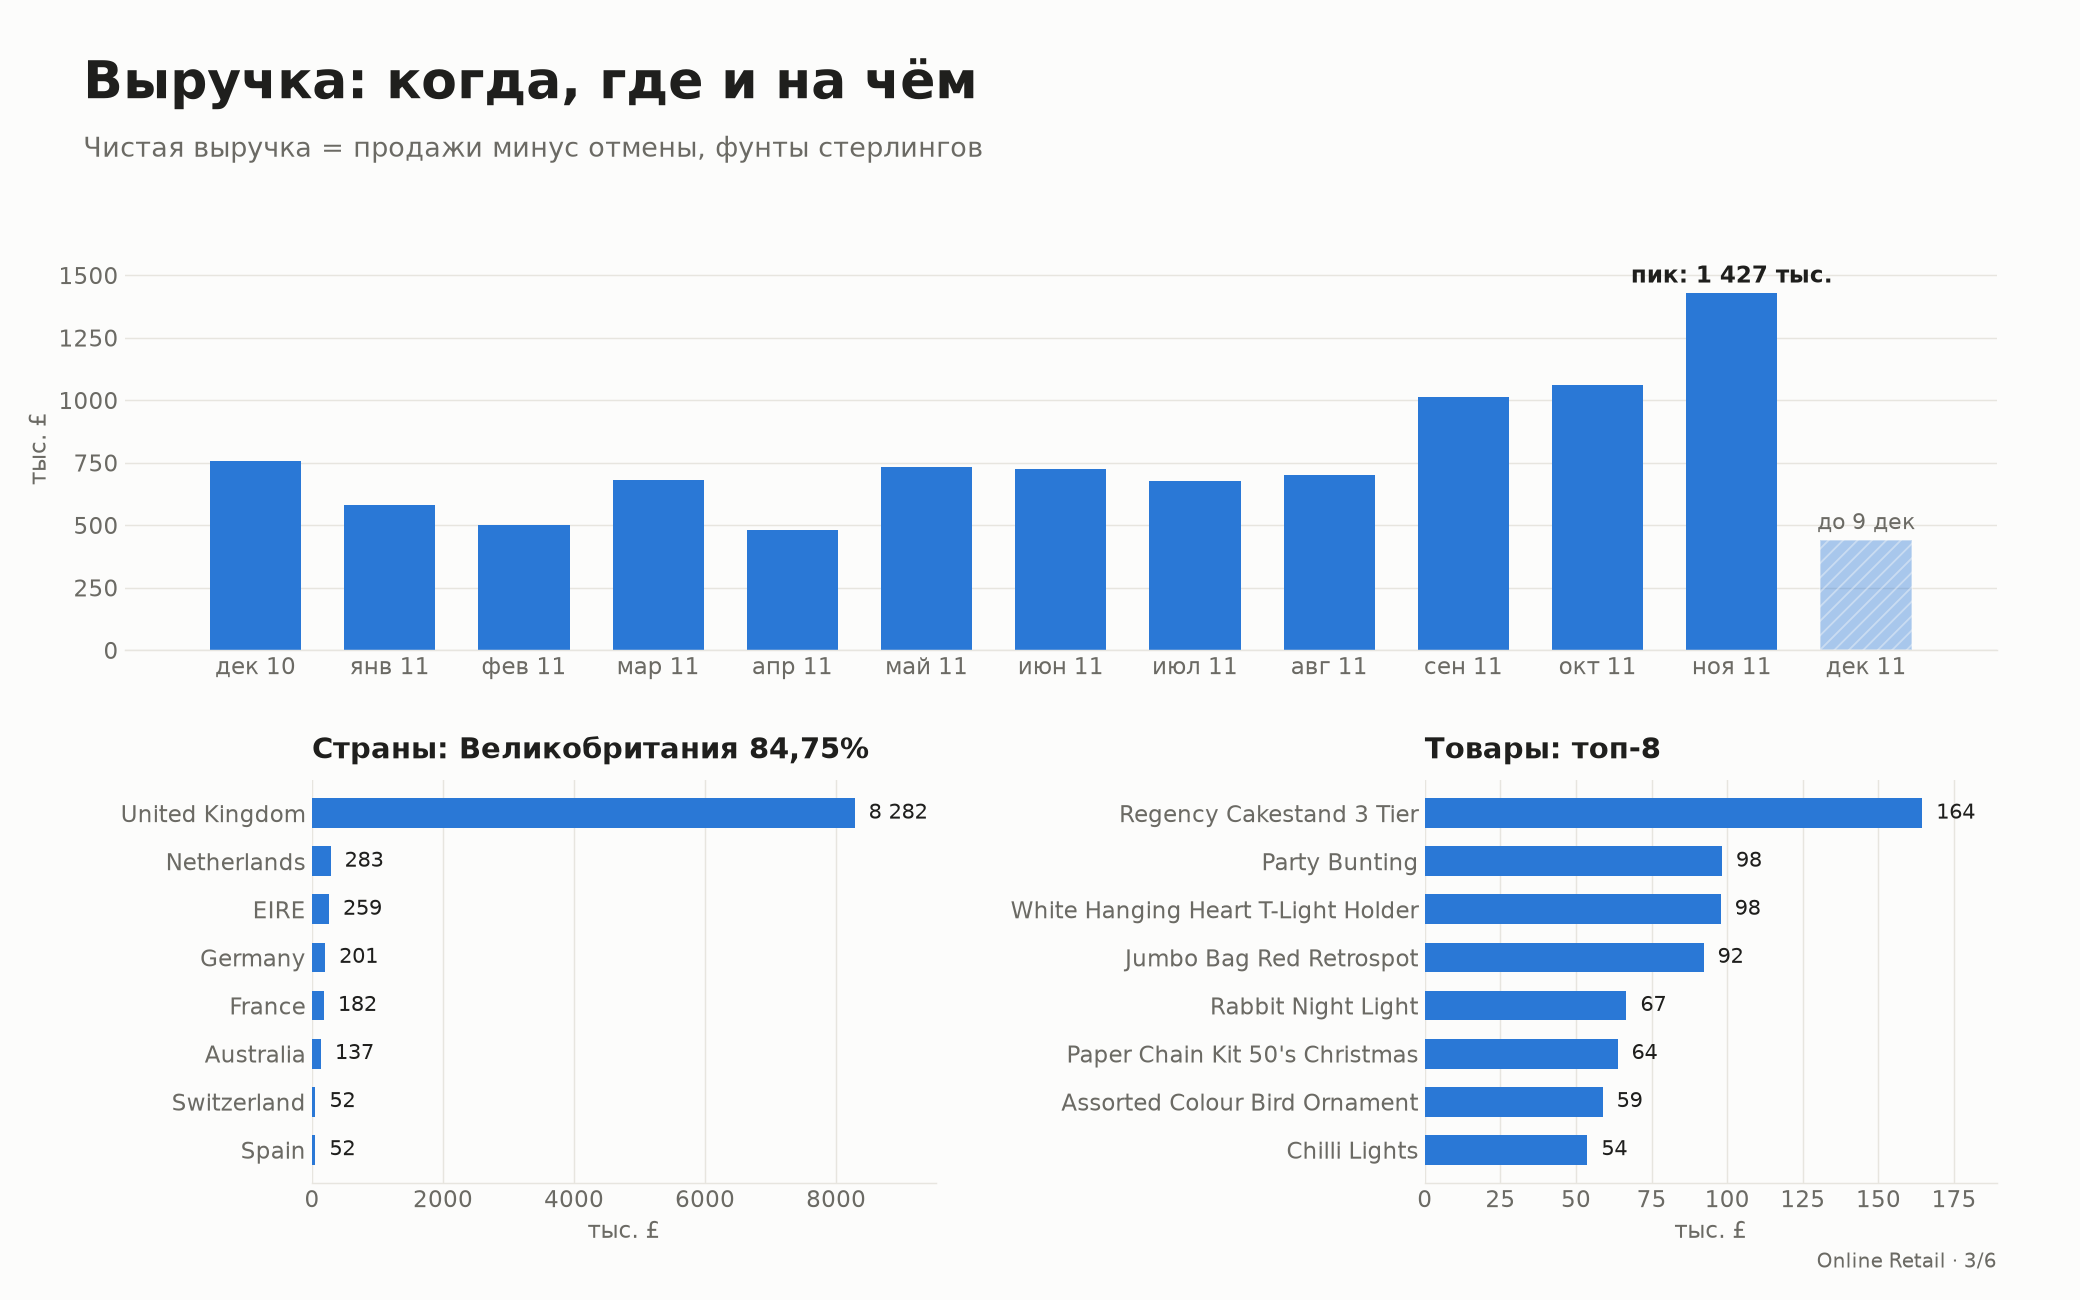 Выручка: когда, где и на чём
Чистая выручка = продажи минус отмены, фунты стерлингов
тыс. £
1500
1250
1000
750
500
250
0
пик: 1 427 тыс.
до 9 дек
дек 10 янв 11 фев 11 мар 11 апр 11 май 11 июн 11 июл 11 авг 11 сен 11 окт 11 ноя 11 дек 11
Страны: Великобритания 84,75%
United Kingdom 8 282
Netherlands 283
EIRE 259
Germany 201
France 182
Australia 137
Switzerland 52
Spain 52
0 2000 4000 6000 8000
тыс. £
Товары: топ-8
Regency Cakestand 3 Tier 164
Party Bunting 98
White Hanging Heart T-Light Holder 98
Jumbo Bag Red Retrospot 92
Rabbit Night Light 67
Paper Chain Kit 50's Christmas 64
Assorted Colour Bird Ornament 59
Chilli Lights 54
0 25 50 75 100 125 150 175
тыс. £
Online Retail · 3/6